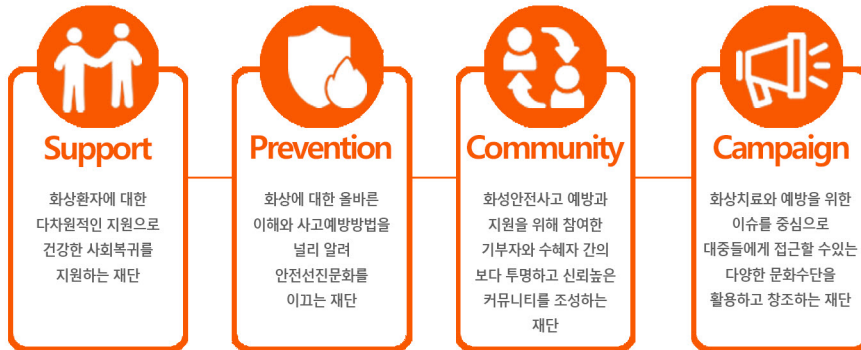 Support
화상환자에 대한
다차원적인 지원으로
건강한 사회복귀를
지원하는 재단
Prevention
화상에 대한 올바른
이해와 사고예방방법을
널리 알려
안전선진문화를
이끄는 재단
Community
화성안전사고 예방과
지원을 위해 참여한
기부자와 수혜자 간의
보다 투명하고 신뢰높은
커뮤니티를 조성하는
재단
Campaign
화상치료와 예방을 위한
이슈를 중심으로
대중들에게 접근할 수있는
다양한 문화수단을
활용하고 창조하는 재단